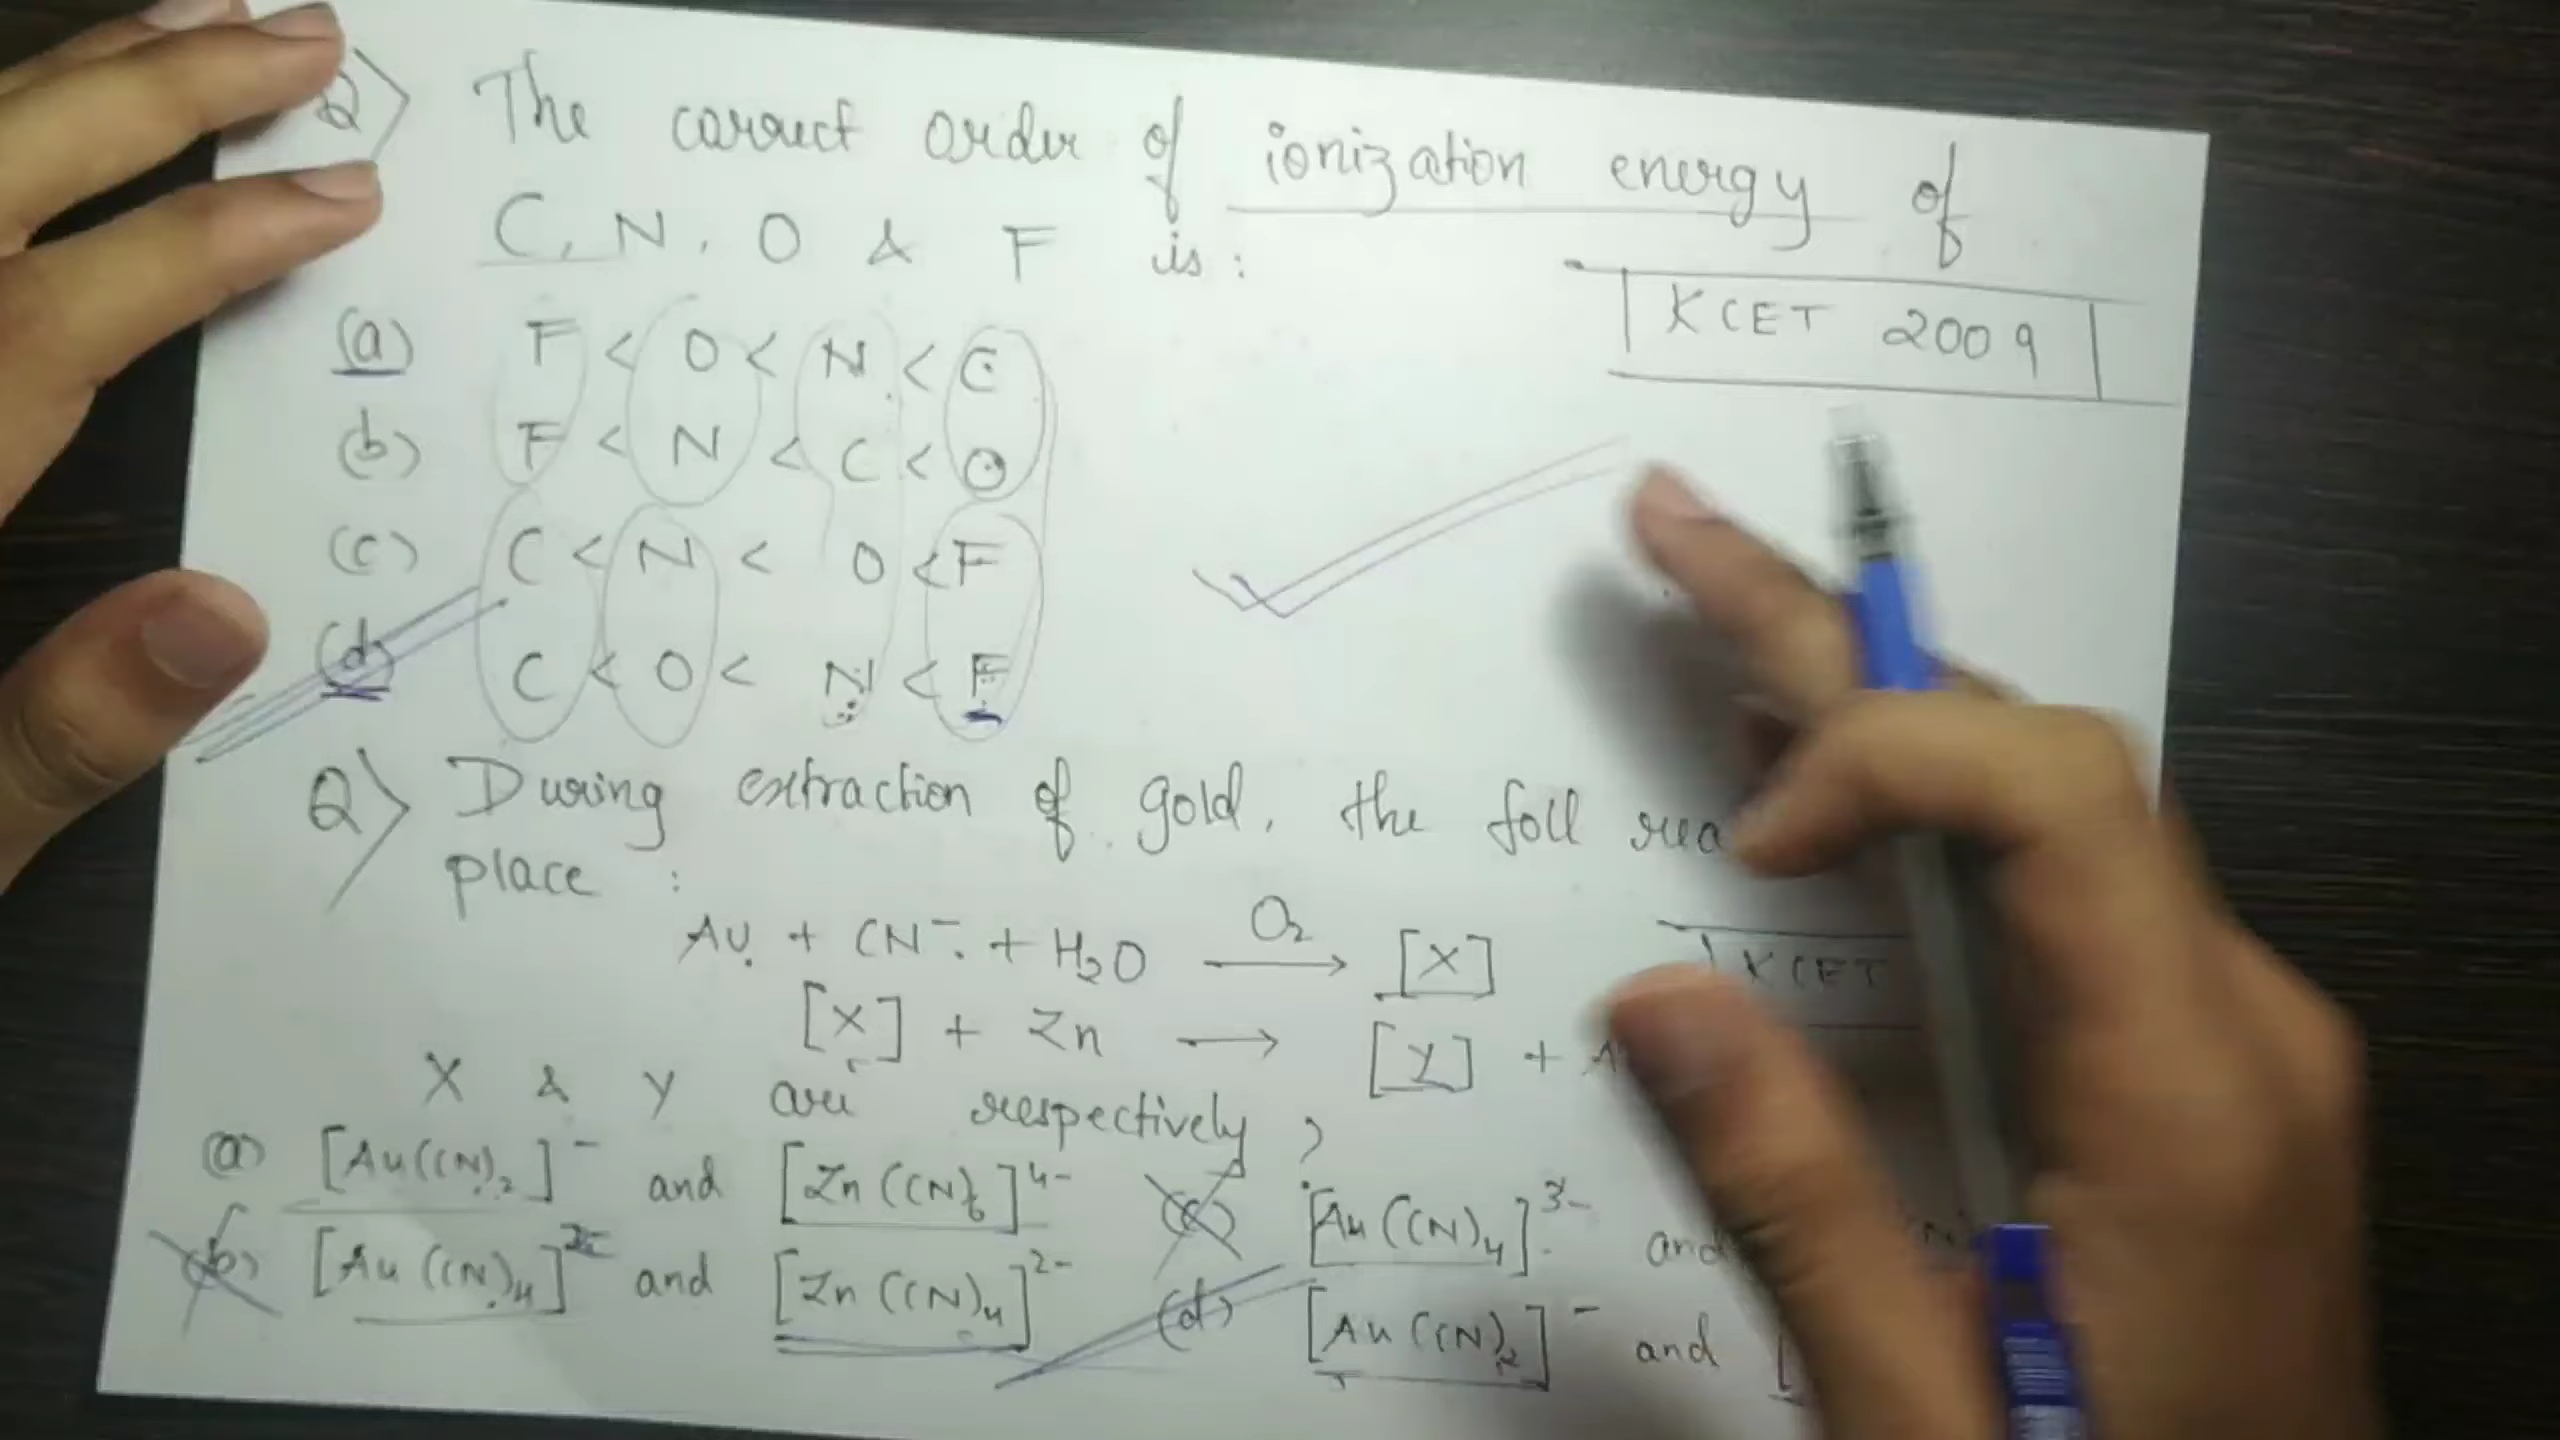 Q> The correct order of ionization energy of
C, N, O & F is:
KCET 2009
(a) F < O < N < C
(b) F < N < C < O
(c) C < N < O < F
(d) C < O < N < F
Q> During extraction of gold, the foll
place :
Au + CN⁻ + H₂O O₂→ [X]
KCET
[X] + Zn → [Y] +
X & Y are respectively
(a) [Au(CN)₂]⁻ and [Zn(CN)₆]⁴⁻
(c) [Au(CN)₄]³⁻ and
(b) [Au(CN)₄] and [Zn(CN)₄]²⁻
(d) [Au(CN)₂]⁻ and [